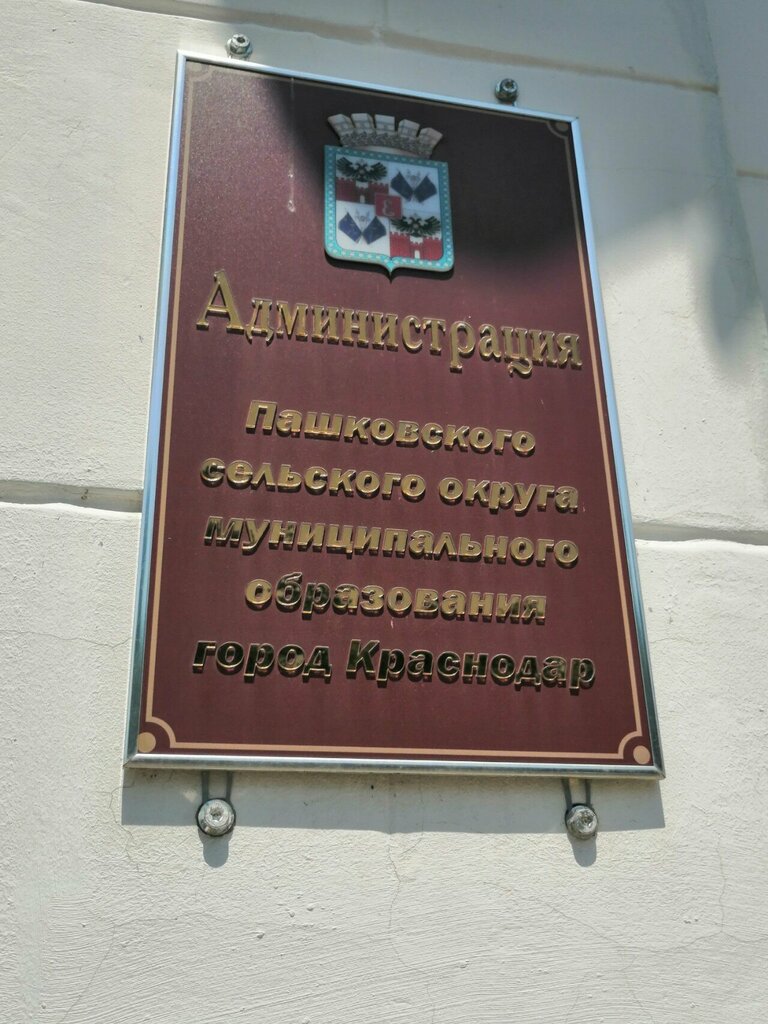 Администрация
Пашковского
сельского округа
муниципального
образования
город Краснодар